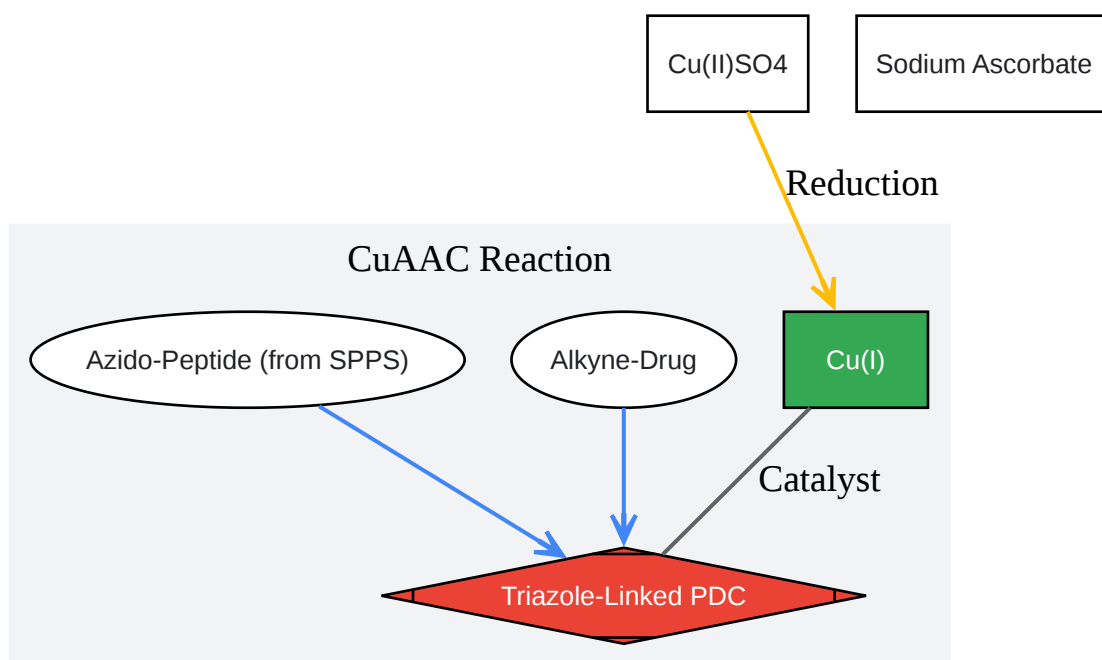 Cu(II)SO4
Sodium Ascorbate
Reduction
CuAAC Reaction
Azido-Peptide (from SPPS)
Alkyne-Drug
Cu(I)
Catalyst
Triazole-Linked PDC